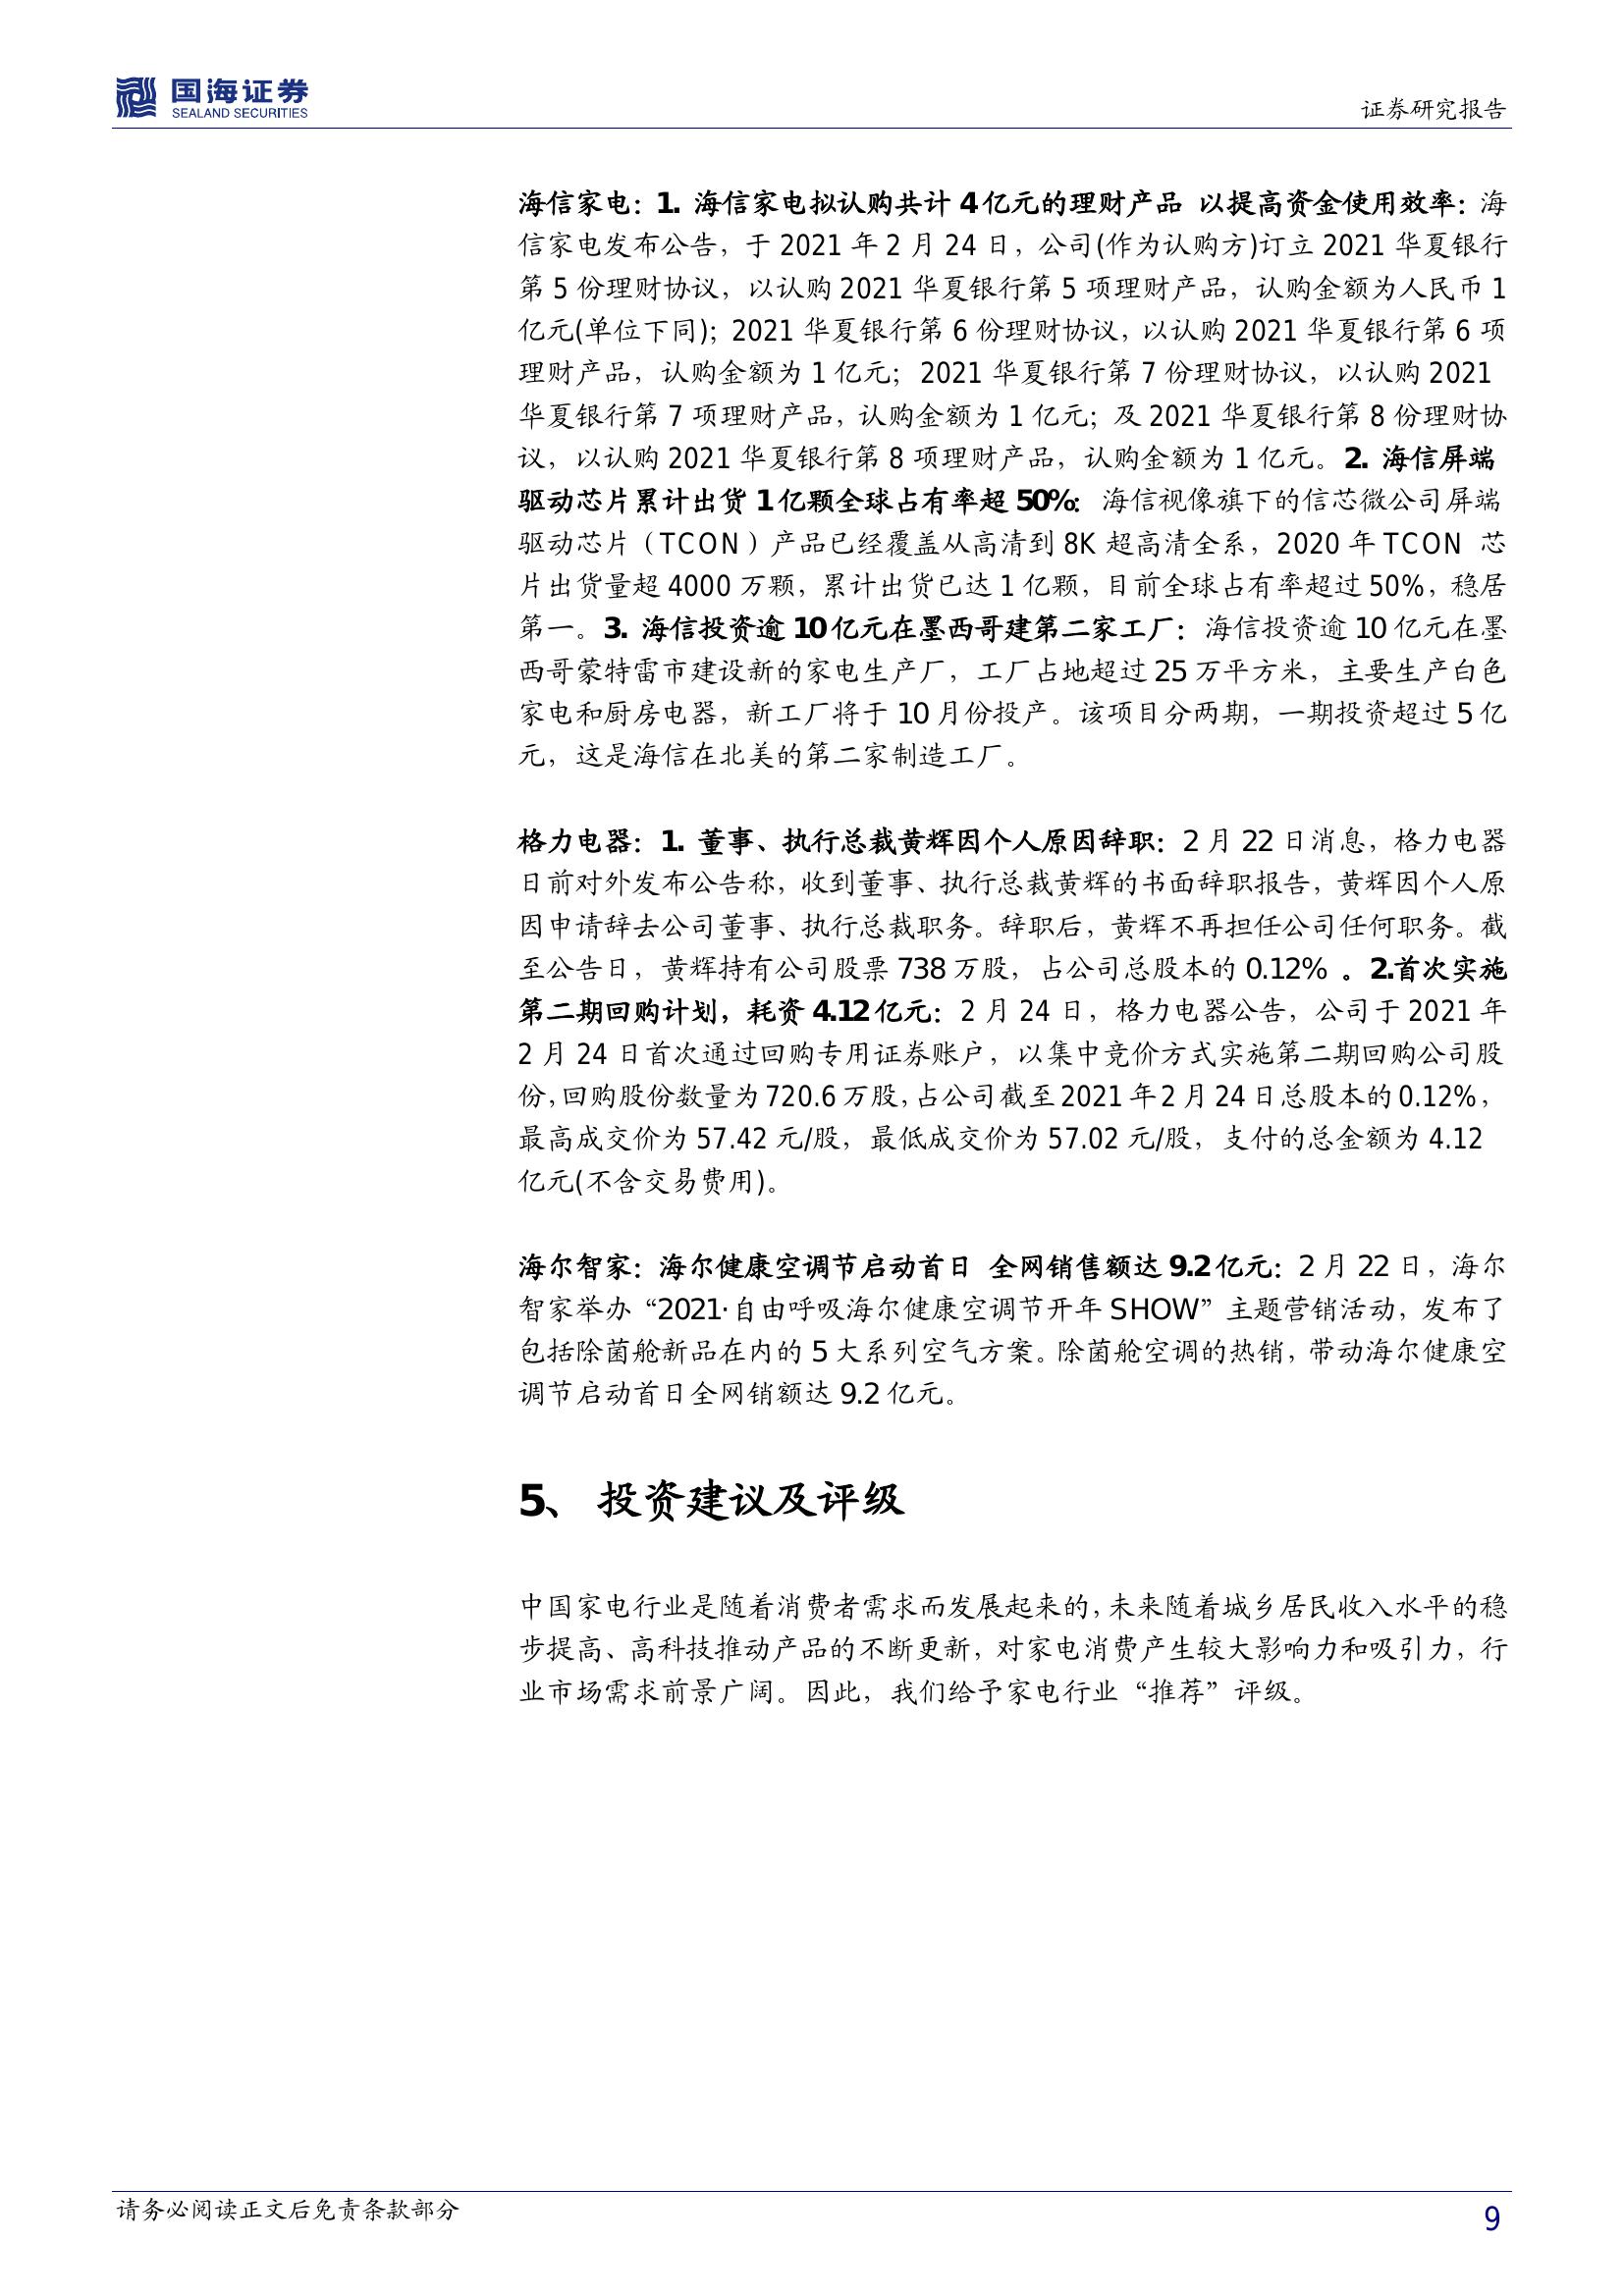 国海证券
SEALAND SECURITIES
证券研究报告
海信家电：1. 海信家电拟认购共计 4 亿元的理财产品 以提高资金使用效率：海
信家电发布公告，于 2021 年 2 月 24 日，公司(作为认购方)订立 2021 华夏银行
第 5 份理财协议，以认购 2021 华夏银行第 5 项理财产品，认购金额为人民币 1
亿元(单位下同)；2021 华夏银行第 6 份理财协议，以认购 2021 华夏银行第 6 项
理财产品，认购金额为 1 亿元；2021 华夏银行第 7 份理财协议，以认购 2021
华夏银行第 7 项理财产品，认购金额为 1 亿元；及 2021 华夏银行第 8 份理财协
议，以认购 2021 华夏银行第 8 项理财产品，认购金额为 1 亿元。2. 海信屏端
驱动芯片累计出货 1 亿颗全球占有率超 50%：海信视像旗下的信芯微公司屏端
驱动芯片（TCON）产品已经覆盖从高清到 8K 超高清全系，2020 年 TCON 芯
片出货量超 4000 万颗，累计出货已达 1 亿颗，目前全球占有率超过 50%，稳居
第一。3. 海信投资逾 10 亿元在墨西哥建第二家工厂：海信投资逾 10 亿元在墨
西哥蒙特雷市建设新的家电生产厂，工厂占地超过 25 万平方米，主要生产白色
家电和厨房电器，新工厂将于 10 月份投产。该项目分两期，一期投资超过 5 亿
元，这是海信在北美的第二家制造工厂。
格力电器：1. 董事、执行总裁黄辉因个人原因辞职：2 月 22 日消息，格力电器
日前对外发布公告称，收到董事、执行总裁黄辉的书面辞职报告，黄辉因个人原
因申请辞去公司董事、执行总裁职务。辞职后，黄辉不再担任公司任何职务。截
至公告日，黄辉持有公司股票 738 万股，占公司总股本的 0.12% 。2.首次实施
第二期回购计划，耗资 4.12 亿元：2 月 24 日，格力电器公告，公司于 2021 年
2 月 24 日首次通过回购专用证券账户，以集中竞价方式实施第二期回购公司股
份，回购股份数量为 720.6 万股，占公司截至 2021 年 2 月 24 日总股本的 0.12%，
最高成交价为 57.42 元/股，最低成交价为 57.02 元/股，支付的总金额为 4.12
亿元(不含交易费用)。
海尔智家：海尔健康空调节启动首日 全网销售额达 9.2 亿元：2 月 22 日，海尔
智家举办“2021·自由呼吸海尔健康空调节开年 SHOW”主题营销活动，发布了
包括除菌舱新品在内的 5 大系列空气方案。除菌舱空调的热销，带动海尔健康空
调节启动首日全网销额达 9.2 亿元。
5、 投资建议及评级
中国家电行业是随着消费者需求而发展起来的，未来随着城乡居民收入水平的稳
步提高、高科技推动产品的不断更新，对家电消费产生较大影响力和吸引力，行
业市场需求前景广阔。因此，我们给予家电行业“推荐”评级。
请务必阅读正文后免责条款部分
9